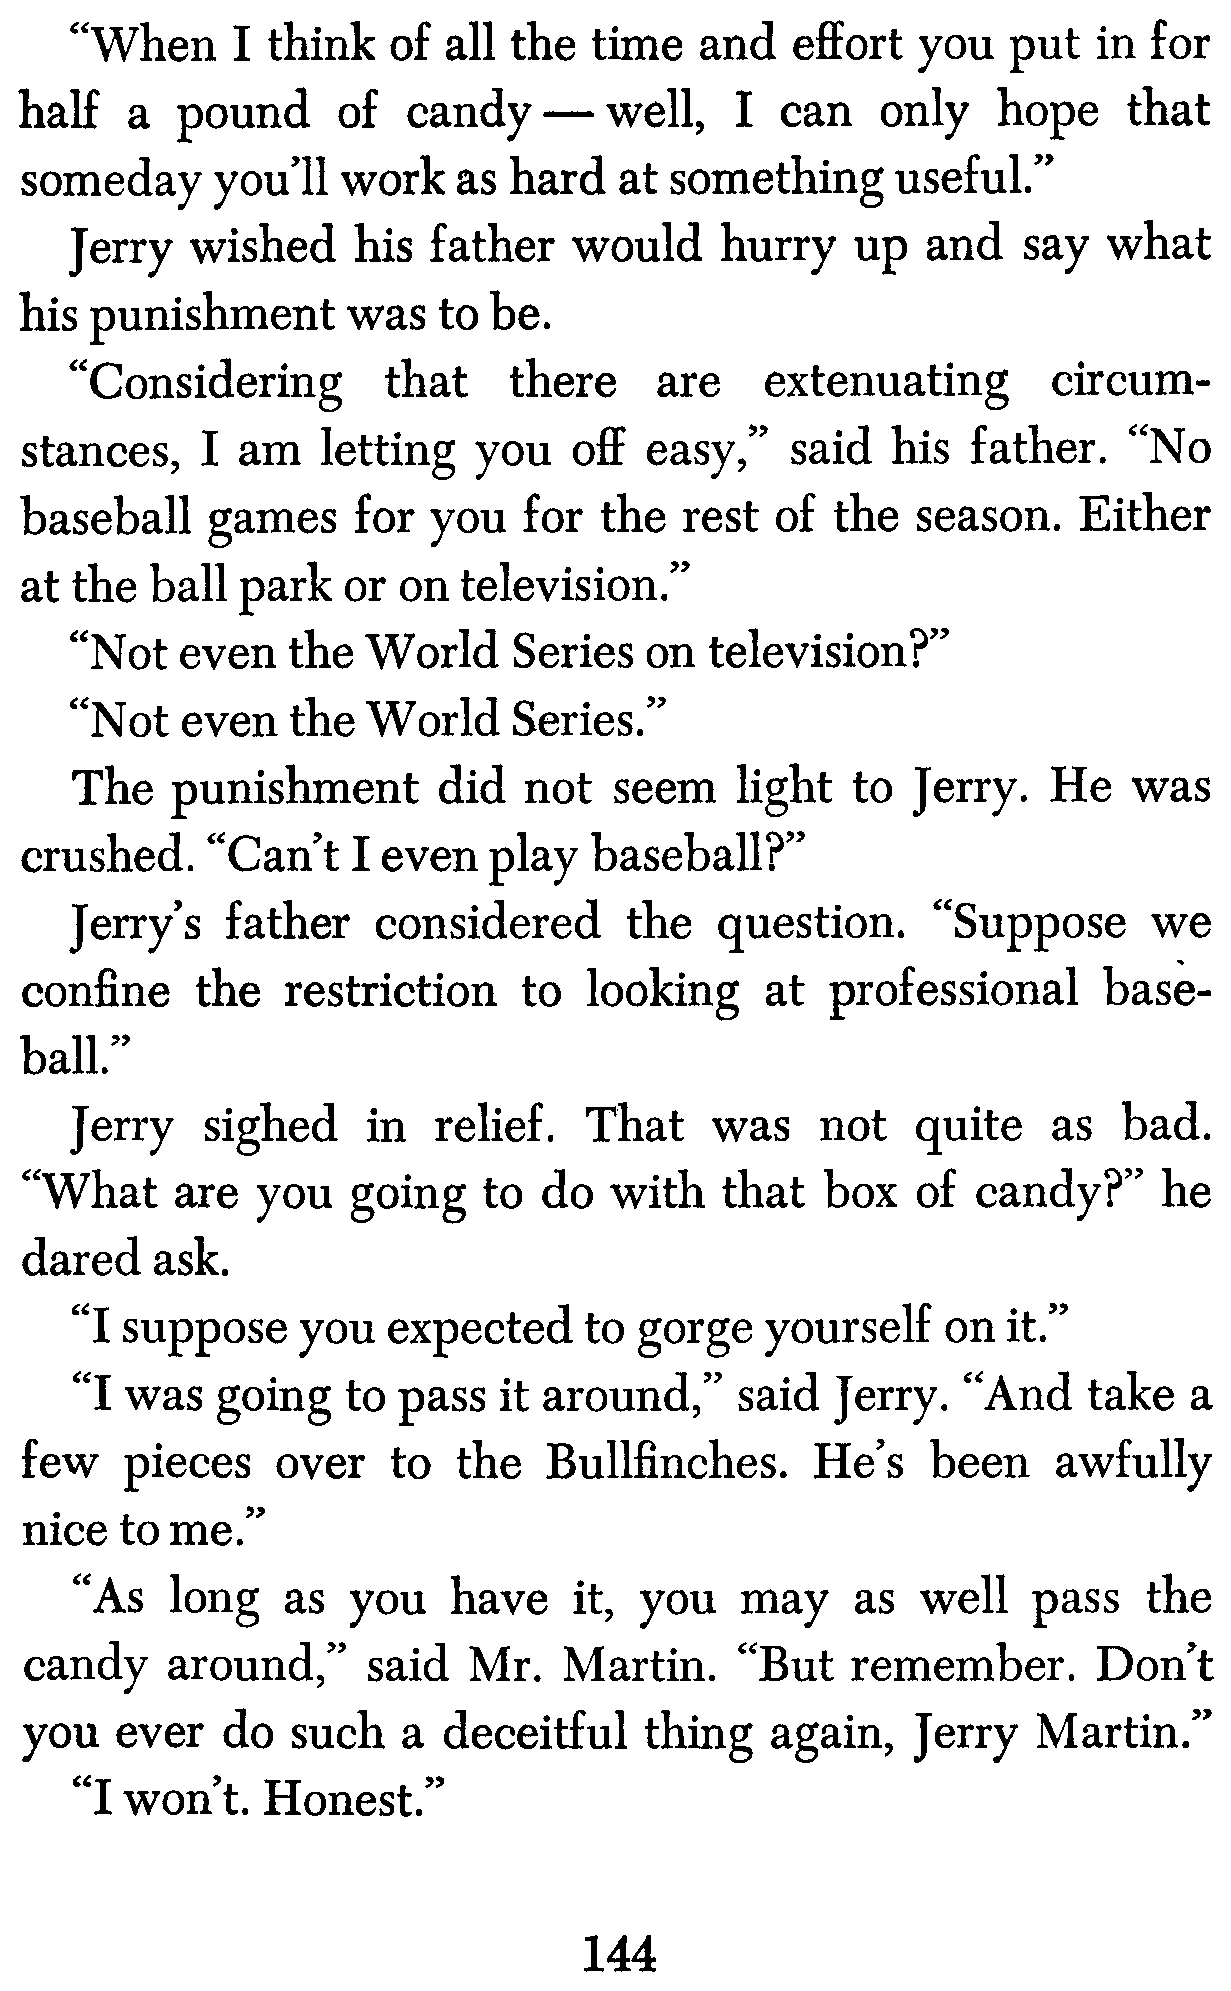 “When I think of all the time and effort you put in for
half a pound of candy — well, I can only hope that
someday you’ll work as hard at something useful.”
Jerry wished his father would hurry up and say what
his punishment was to be.
“Considering that there are extenuating circum-
stances, I am letting you off easy,” said his father. “No
baseball games for you for the rest of the season. Either
at the ball park or on television.”
“Not even the World Series on television?”
“Not even the World Series.”
The punishment did not seem light to Jerry. He was
crushed. “Can’t I even play baseball?”
Jerry’s father considered the question. “Suppose we
confine the restriction to looking at professional base-
ball.”
Jerry sighed in relief. That was not quite as bad.
“What are you going to do with that box of candy?” he
dared ask.
“I suppose you expected to gorge yourself on it.”
“I was going to pass it around,” said Jerry. “And take a
few pieces over to the Bullfinches. He’s been awfully
nice to me.”
“As long as you have it, you may as well pass the
candy around,” said Mr. Martin. “But remember. Don’t
you ever do such a deceitful thing again, Jerry Martin.”
“I won’t. Honest.”
144